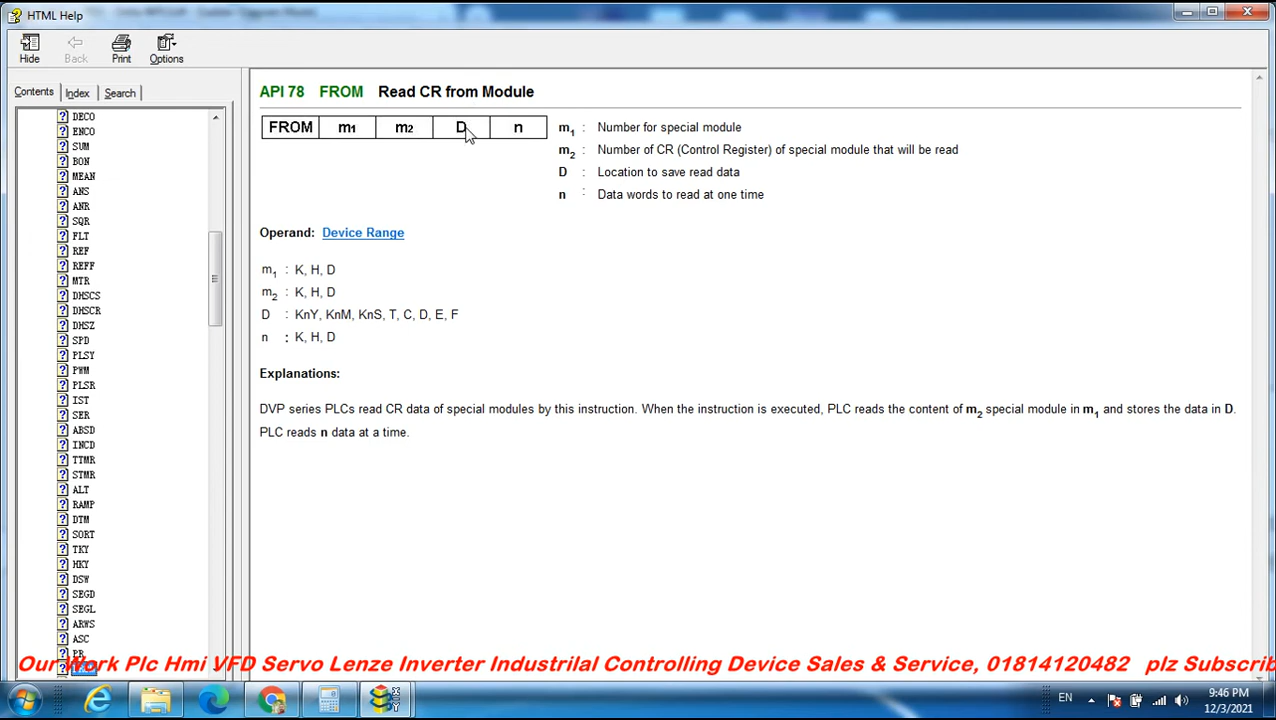 HTML Help
Hide
Back
Print
Options
Contents
Index
Search
DECO
ENCO
SUM
BON
MEAN
ANS
ANR
SQR
FLT
REF
REFF
MTR
DHSCS
DHSCR
DHSZ
SPD
PLSY
PWM
PLSR
IST
SER
ABSD
INCD
TTMR
STMR
ALT
RAMP
DTM
SORT
TKY
HKY
DSW
SEGD
SEGL
ARWS
ASC
PR
API 78 FROM Read CR from Module
FROM m1 m2 D n
m1 : Number for special module
m2 : Number of CR (Control Register) of special module that will be read
D : Location to save read data
n : Data words to read at one time
Operand: Device Range
m1 : K, H, D
m2 : K, H, D
D : KnY, KnM, KnS, T, C, D, E, F
n : K, H, D
Explanations:
DVP series PLCs read CR data of special modules by this instruction. When the instruction is executed, PLC reads the content of m2 special module in m1 and stores the data in D.
PLC reads n data at a time.
Our Work Plc Hmi VFD Servo Lenze Inverter Industrilal Controlling Device Sales & Service, 01814120482 plz Subscrib
EN
9:46 PM
12/3/2021